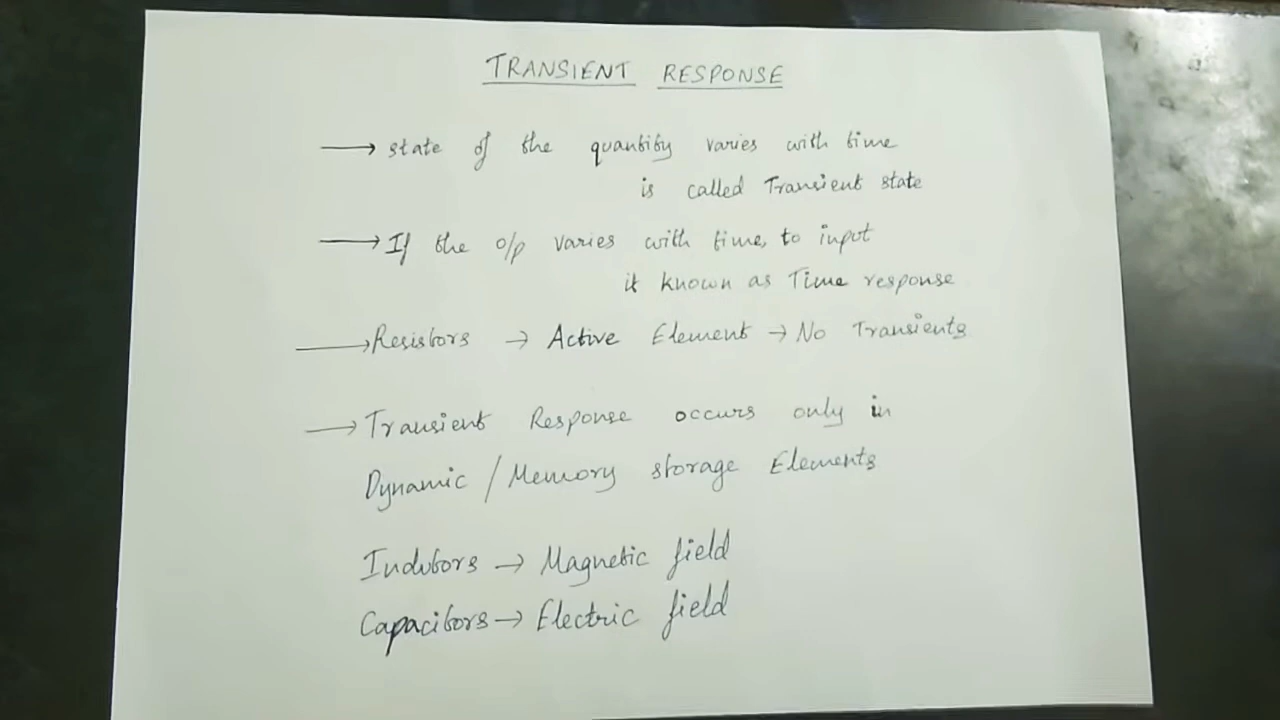 TRANSIENT RESPONSE
→ state of the quantity varies with time
is called Transient state
→ If the o/p varies with time, to input
it known as Time response
→ Resistors → Active Element → No Transients
→ Transient Response occurs only in
Dynamic / Memory storage Elements
Indutors → Magnetic field
Capacitors → Electric field